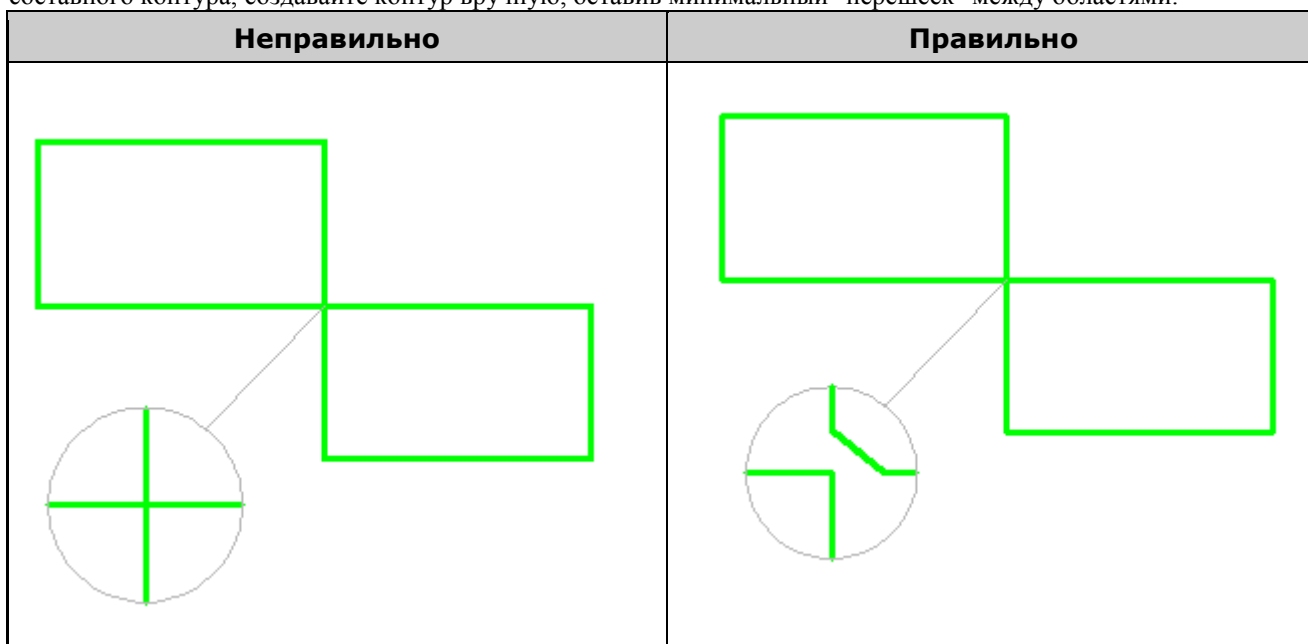 составного контура, создавайте контур вручную, оставив минимальный "перешеек" между областями.
Неправильно
Правильно